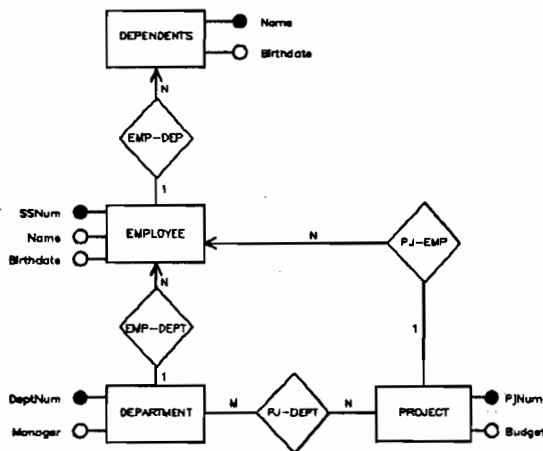 Name
DEPENDENTS
Birthdate
N
EMP-DEP
1
SSNum
EMPLOYEE
Name
Birthdate
N
PJ-EMP
N
EMP-DEPT
1
1
DeptNum
DEPARTMENT
Manager
M
PJ-DEPT
N
PROJECT
PJNum
Budget